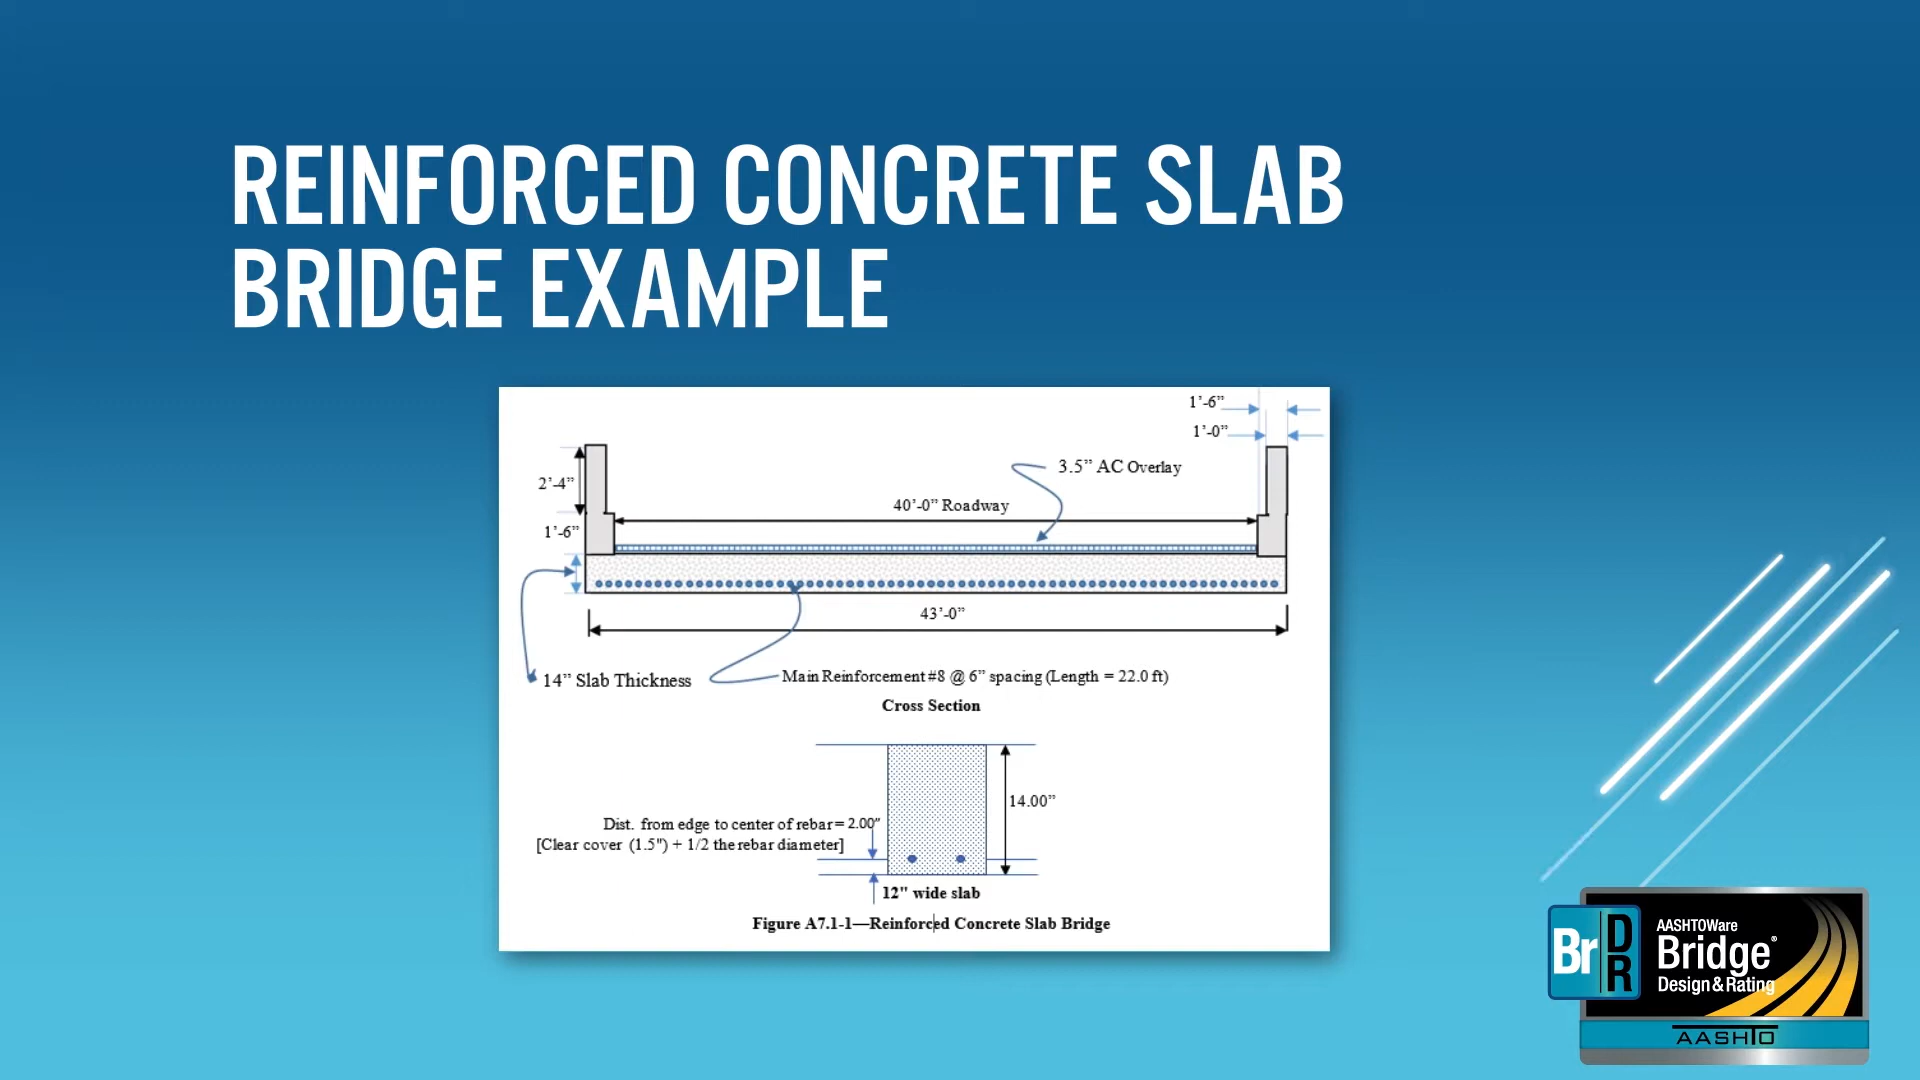 REINFORCED CONCRETE SLAB
BRIDGE EXAMPLE
1’-6”
1’-0”
3.5” AC Overlay
2’-4”
40’-0” Roadway
1’-6”
43’-0”
14” Slab Thickness
Main Reinforcement #8 @ 6” spacing (Length = 22.0 ft)
Cross Section
14.00”
Dist. from edge to center of rebar = 2.00"
[Clear cover (1.5") + 1/2 the rebar diameter]
12" wide slab
Figure A7.1-1—Reinforced Concrete Slab Bridge
Br DR
AASHTOWare
Bridge®
Design & Rating
AASHTO